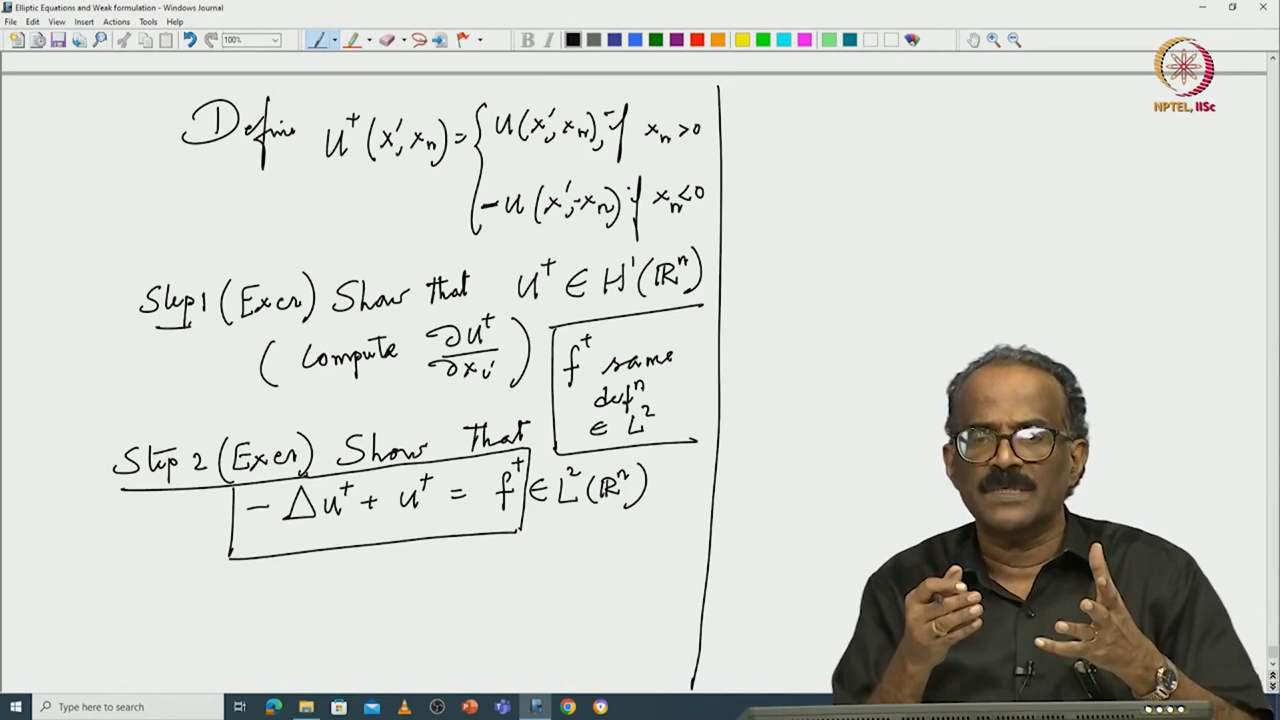 Elliptic Equations and Weak formulation - Windows Journal
File Edit View Insert Actions Tools Help
100%
B I
NPTEL, IISc
Define u⁺(x', xₙ) = { u(x', xₙ), if xₙ > 0
-u(x', -xₙ) if xₙ < 0
Step 1 (Exer) Show that u⁺ ∈ H¹(ℝⁿ)
(compute ∂u⁺/∂xᵢ)
f⁺ same
defⁿ
∈ L²
Step 2 (Exer) Show that
-Δu⁺ + u⁺ = f⁺ ∈ L²(ℝⁿ)
Type here to search